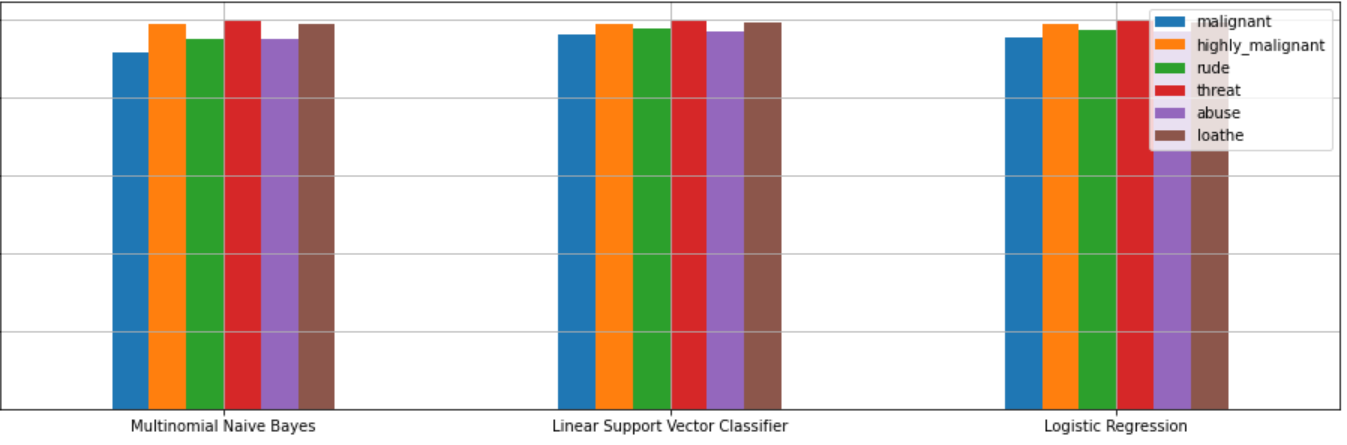 malignant
highly_malignant
rude
threat
abuse
loathe
Multinomial Naive Bayes
Linear Support Vector Classifier
Logistic Regression